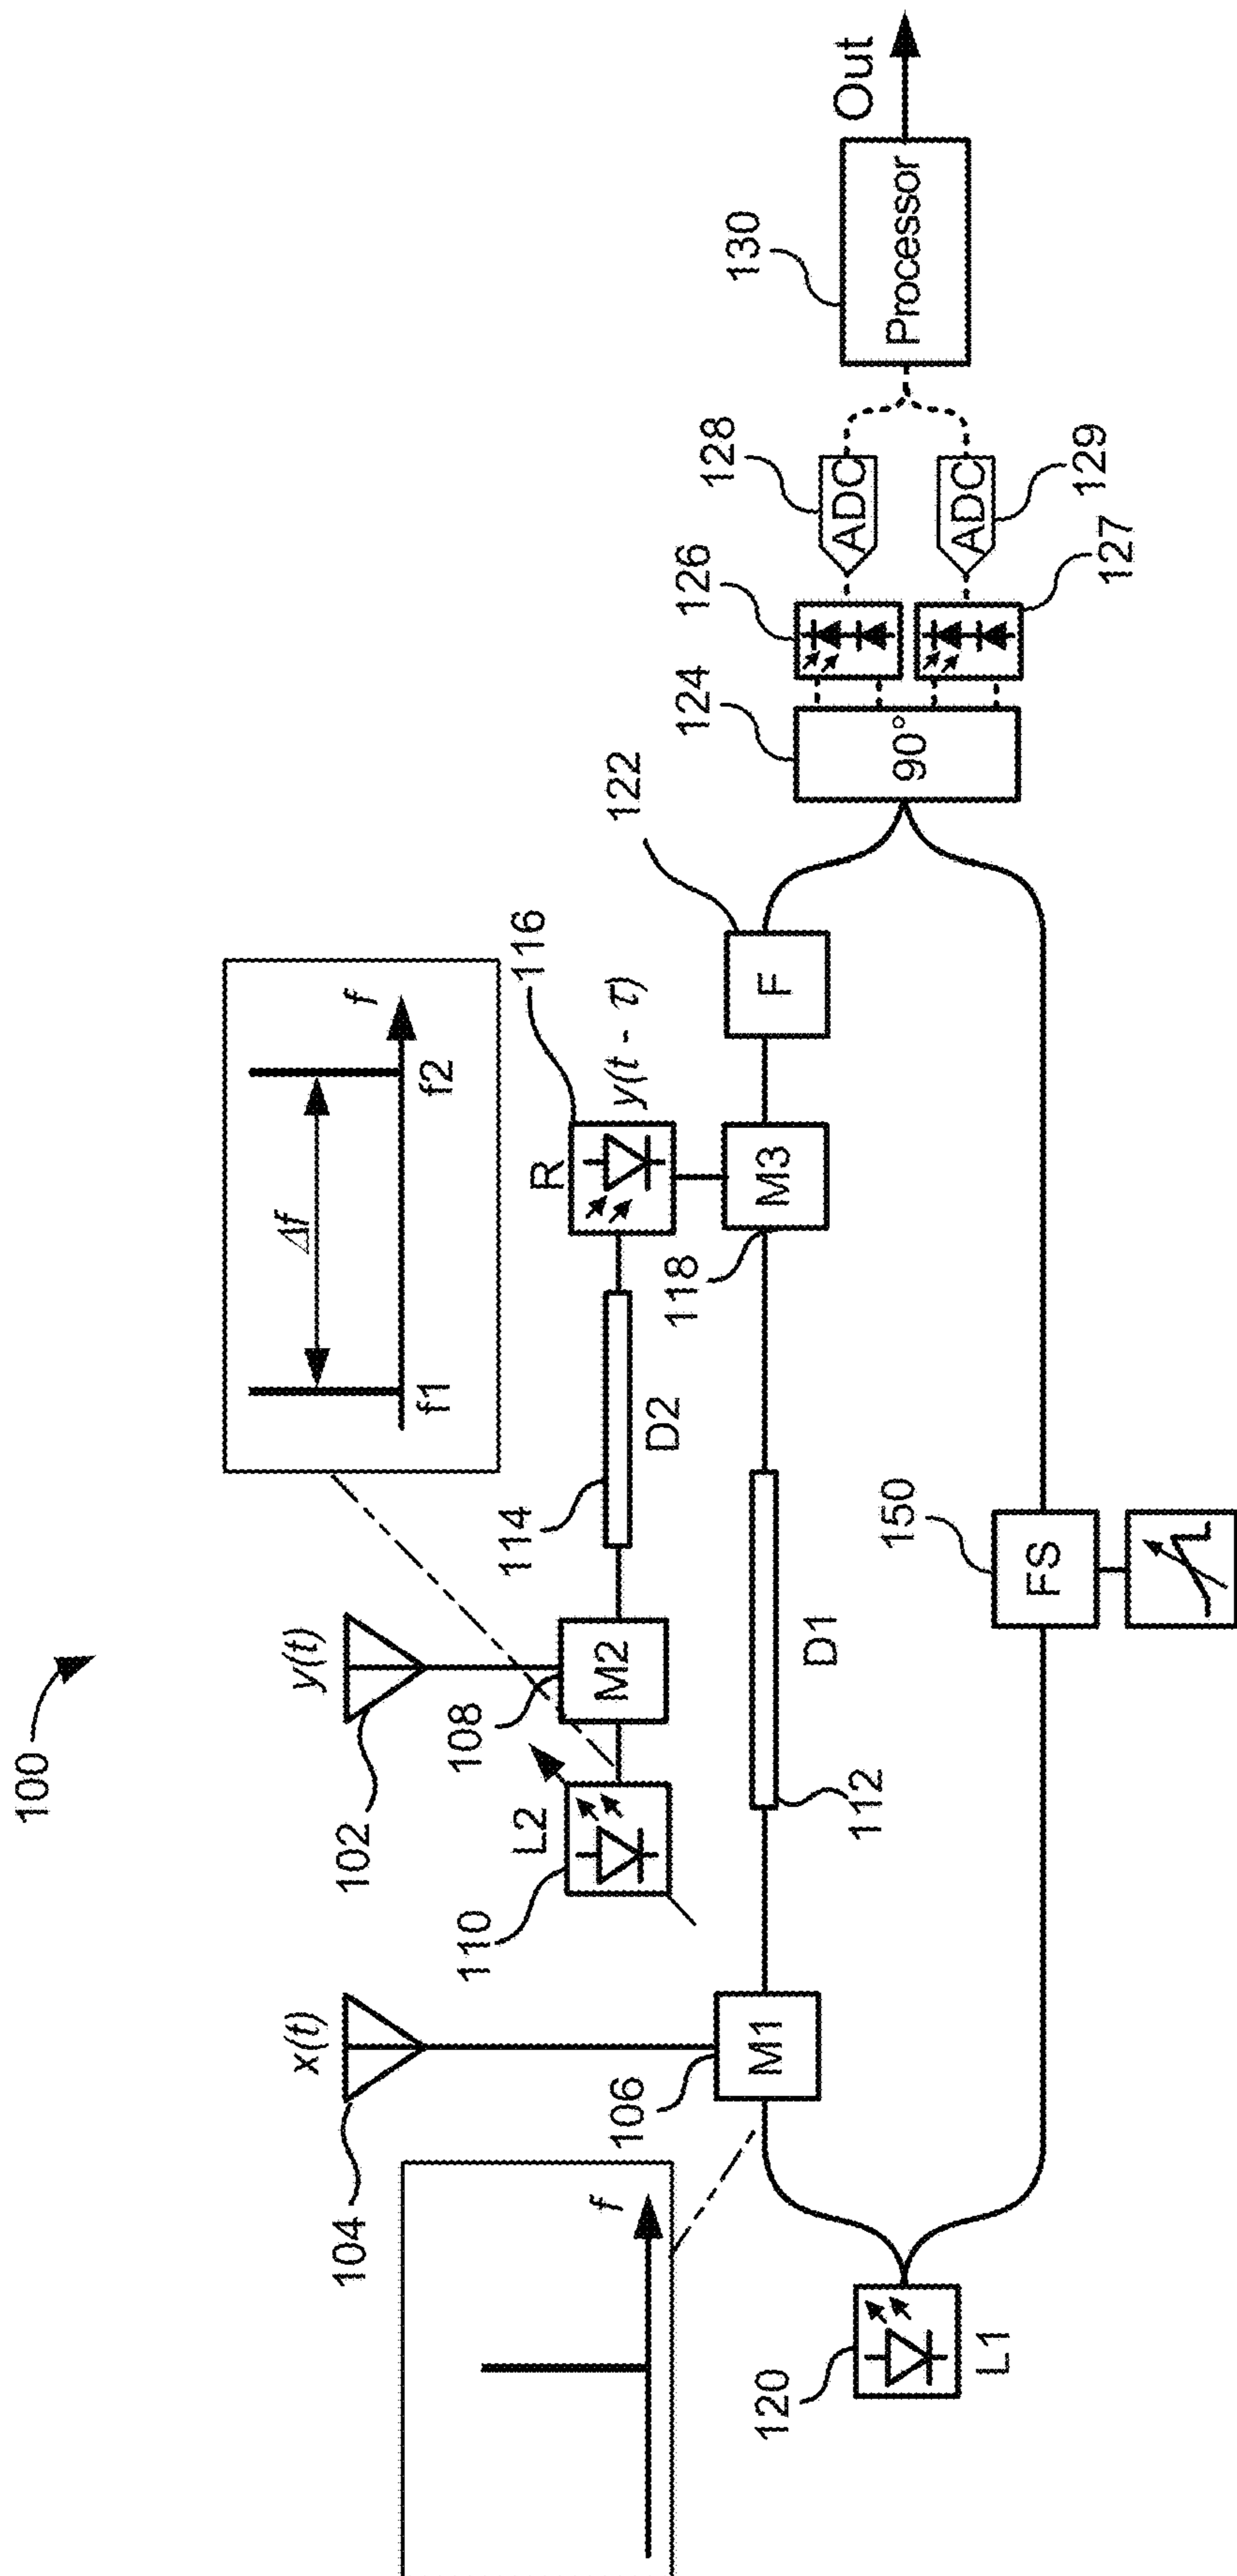 100
x(t)
104
y(t)
102
f
Δf
f1
f2
f
106
M1
110
L2
108
M2
114
D2
R
116
y(t - τ)
112
D1
118
M3
122
F
120
L1
150
FS
124
90°
126
127
128
ADC
ADC
129
130
Processor
Out